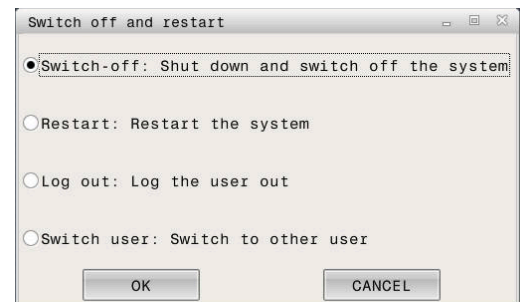 Switch off and restart
Switch-off: Shut down and switch off the system
Restart: Restart the system
Log out: Log the user out
Switch user: Switch to other user
OK CANCEL